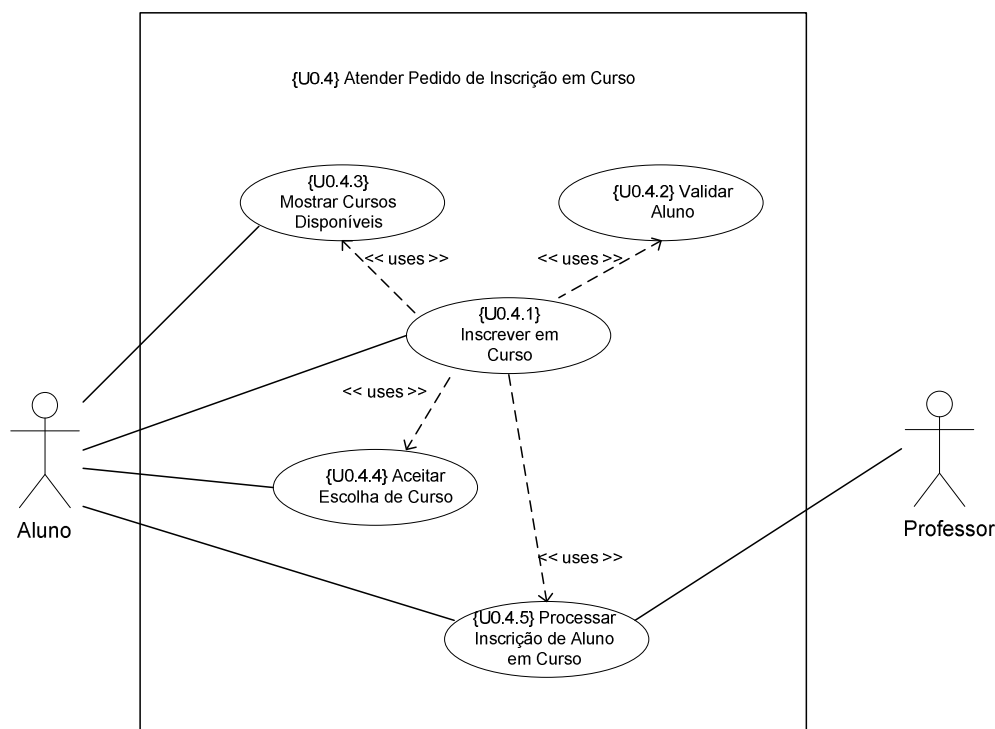 {U0.4} Atender Pedido de Inscrição em Curso
{U0.4.3}
Mostrar Cursos
Disponíveis
{U0.4.2} Validar
Aluno
<< uses >>
<< uses >>
{U0.4.1}
Inscrever em
Curso
<< uses >>
{U0.4.4} Aceitar
Escolha de Curso
Aluno
Professor
<< uses >>
{U0.4.5} Processar
Inscrição de Aluno
em Curso